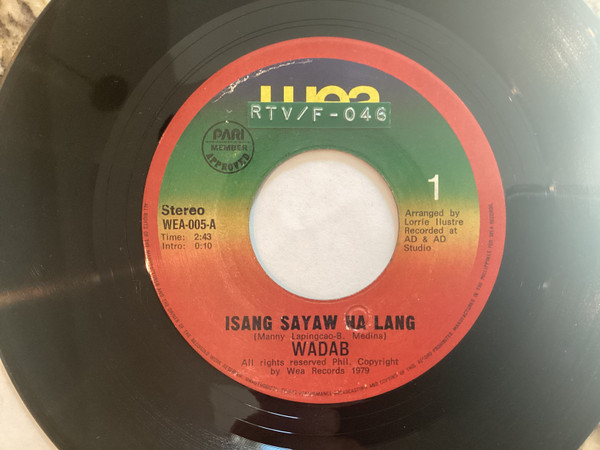 wea
RTV/F-046
PARI
MEMBER
APPROVED
1
Stereo
WEA-005-A
Time: 2:43
Intro: 0:10
Arranged by
Lorrie Ilustre
Recorded at
AD & AD
Studio
ISANG SAYAW NA LANG
(Manny Lapingcao-B. Medina)
WADAB
All rights reserved Phil. Copyright
by Wea Records 1979